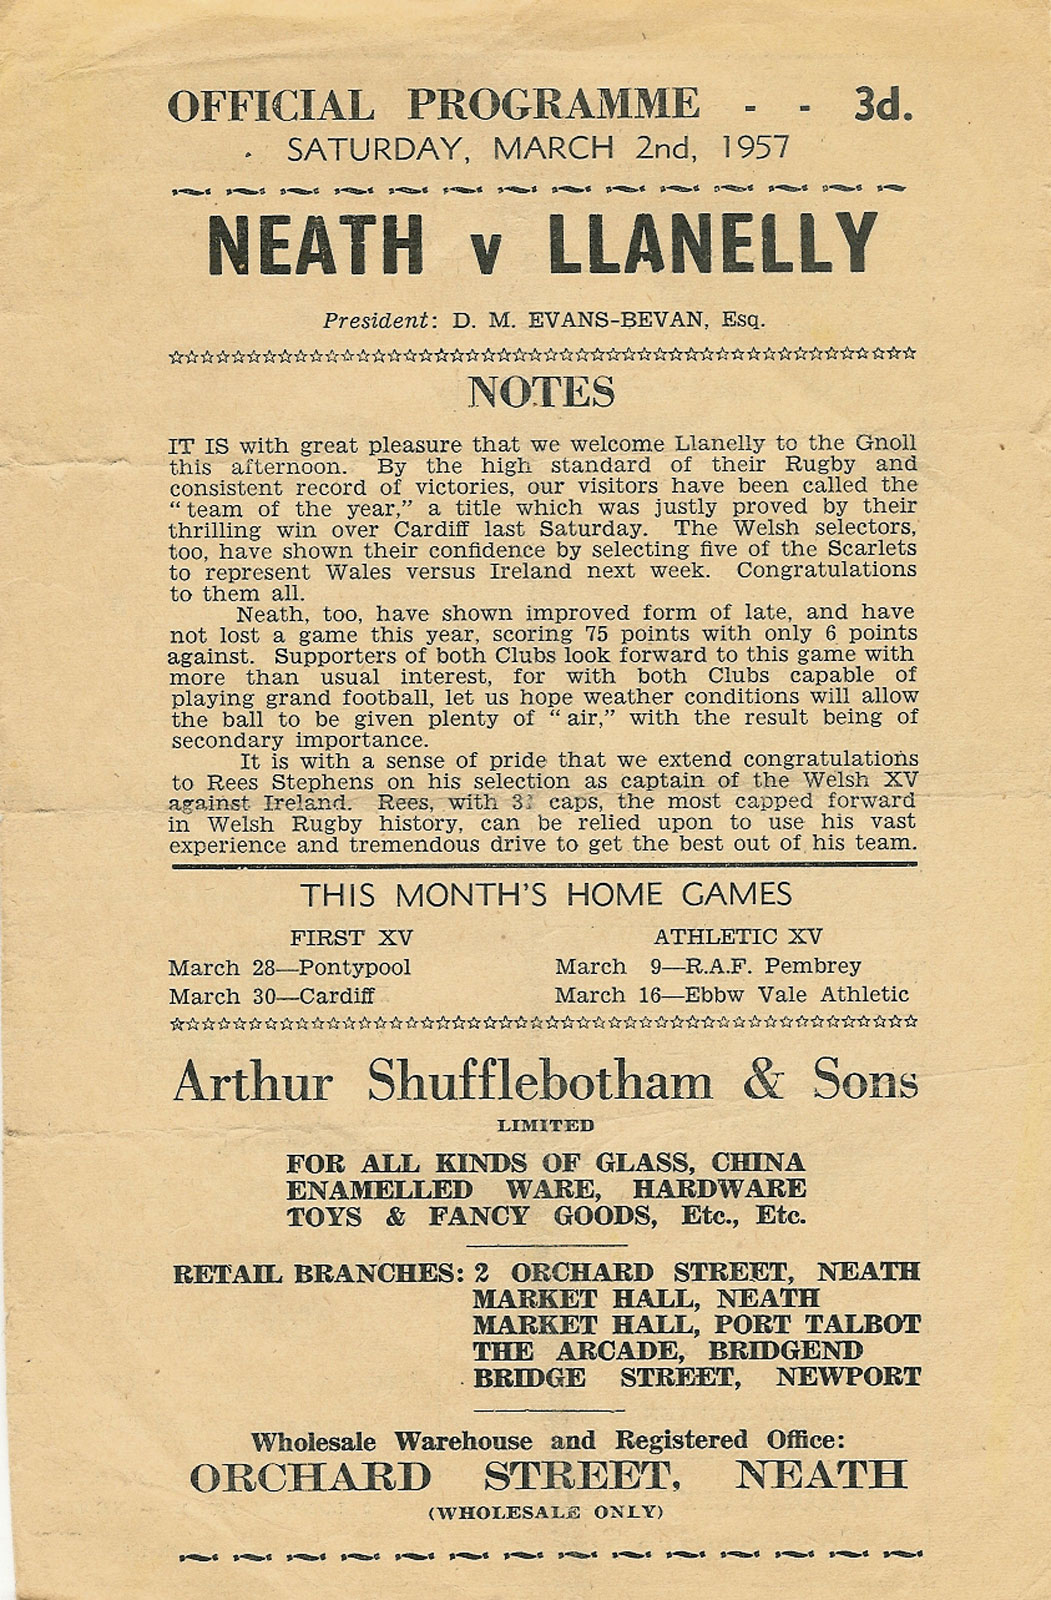 OFFICIAL PROGRAMME - - 3d.
SATURDAY, MARCH 2nd, 1957
NEATH v LLANELLY
President: D. M. EVANS-BEVAN, Esq.
NOTES
IT IS with great pleasure that we welcome Llanelly to the Gnoll
this afternoon. By the high standard of their Rugby and
consistent record of victories, our visitors have been called the
"team of the year," a title which was justly proved by their
thrilling win over Cardiff last Saturday. The Welsh selectors,
too, have shown their confidence by selecting five of the Scarlets
to represent Wales versus Ireland next week. Congratulations
to them all.
Neath, too, have shown improved form of late, and have
not lost a game this year, scoring 75 points with only 6 points
against. Supporters of both Clubs look forward to this game with
more than usual interest, for with both Clubs capable of
playing grand football, let us hope weather conditions will allow
the ball to be given plenty of "air," with the result being of
secondary importance.
It is with a sense of pride that we extend congratulations
to Rees Stephens on his selection as captain of the Welsh XV
against Ireland. Rees, with caps, the most capped forward
in Welsh Rugby history, can be relied upon to use his vast
experience and tremendous drive to get the best out of his team.
THIS MONTH'S HOME GAMES
FIRST XV
March 28—Pontypool
March 30—Cardiff
ATHLETIC XV
March 9—R.A.F. Pembrey
March 16—Ebbw Vale Athletic
Arthur Shufflebotham & Sons
LIMITED
FOR ALL KINDS OF GLASS, CHINA
ENAMELLED WARE, HARDWARE
TOYS & FANCY GOODS, Etc., Etc.
RETAIL BRANCHES: 2 ORCHARD STREET, NEATH
MARKET HALL, NEATH
MARKET HALL, PORT TALBOT
THE ARCADE, BRIDGEND
BRIDGE STREET, NEWPORT
Wholesale Warehouse and Registered Office:
ORCHARD STREET, NEATH
(WHOLESALE ONLY)